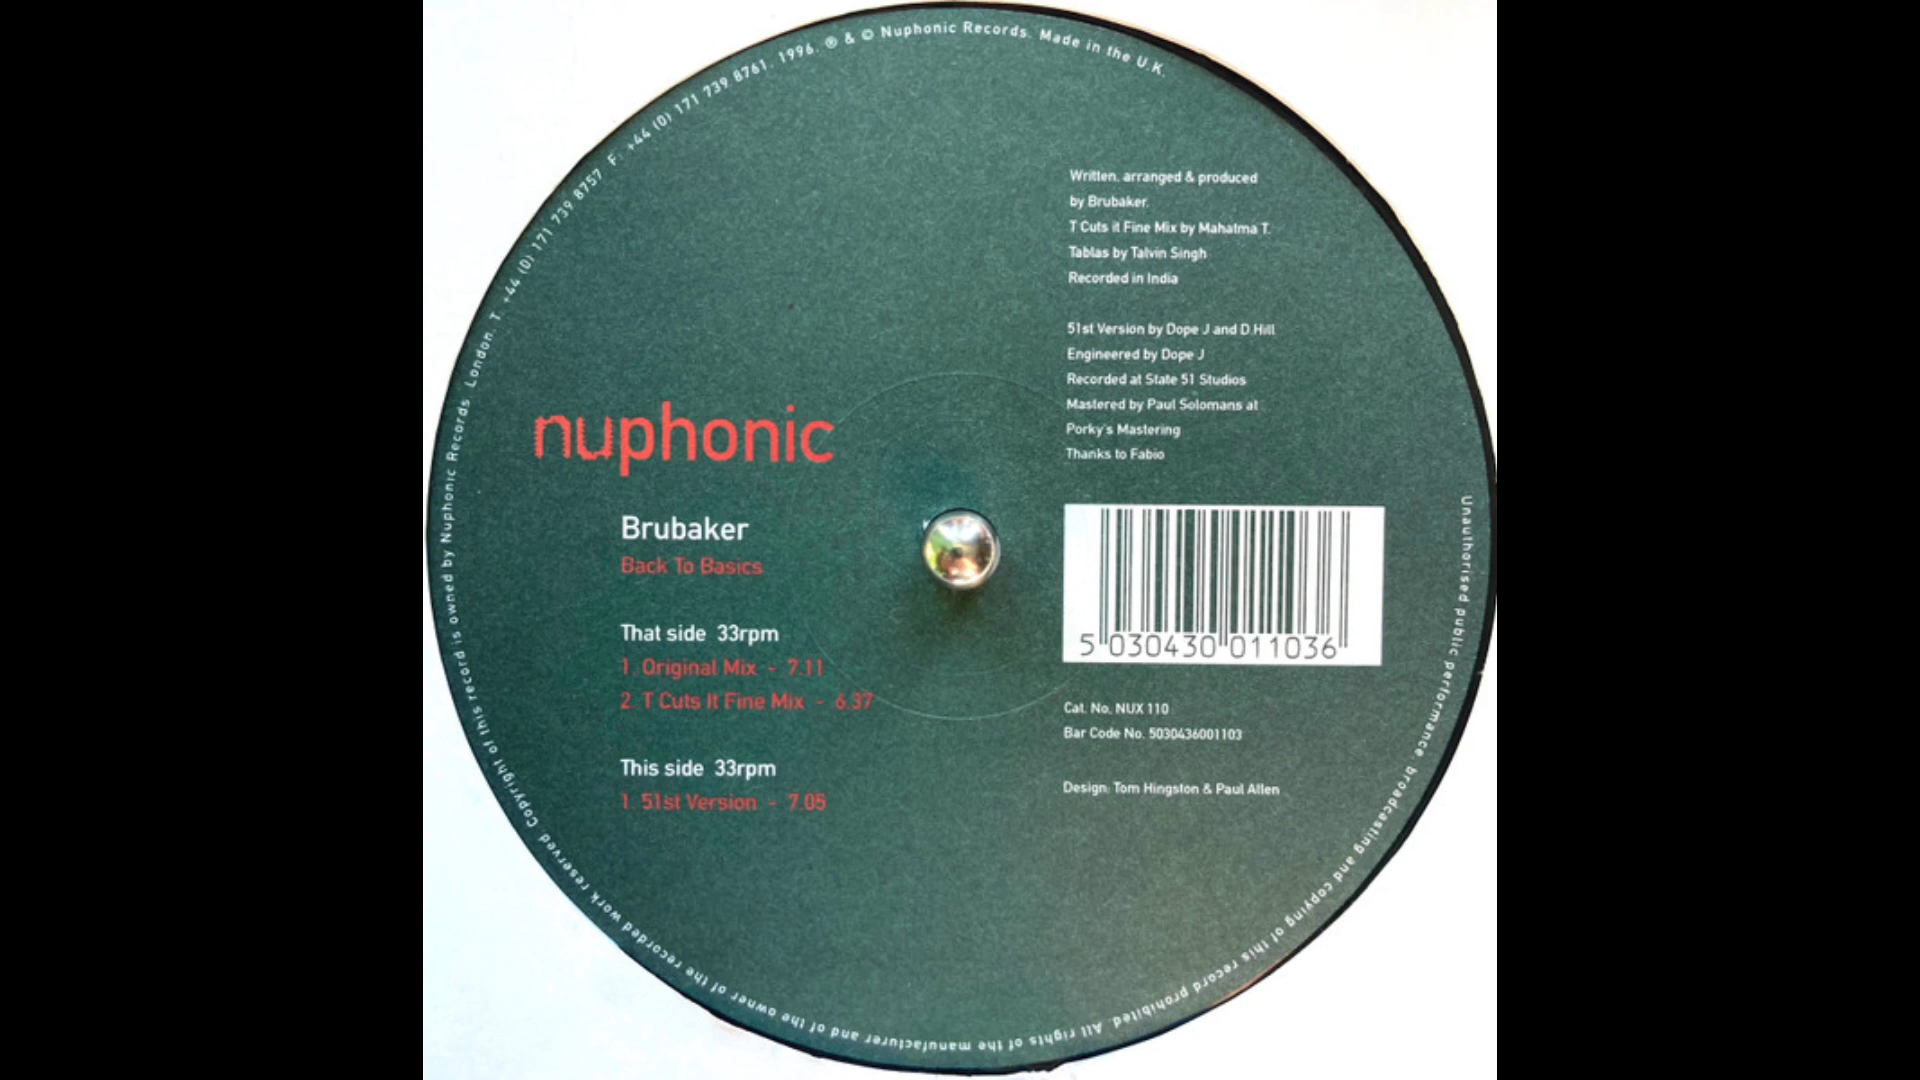 Copyright of this record is owned by Nuphonic Records. London. T. +44 (0) 171 739 8757 F: +44 (0) 171 739 8761. 1996. ℗ & © Nuphonic Records. Made in the U.K.
nuphonic
Brubaker
Back To Basics
That side 33rpm
1. Original Mix - 7.11
2. T Cuts It Fine Mix - 6.37
This side 33rpm
1. 51st Version - 7.05
Written, arranged & produced
by Brubaker.
T Cuts it Fine Mix by Mahatma T.
Tablas by Talvin Singh
Recorded in India
51st Version by Dope J and D.Hill
Engineered by Dope J
Recorded at State 51 Studios
Mastered by Paul Solomans at
Porky's Mastering
Thanks to Fabio
5 030430 011036
Cat. No. NUX 110
Bar Code No. 5030436001103
Design: Tom Hingston & Paul Allen
Unauthorised public performance broadcasting and copying of this record prohibited. All rights of the manufacturer and of the owner of the recorded work reserved.